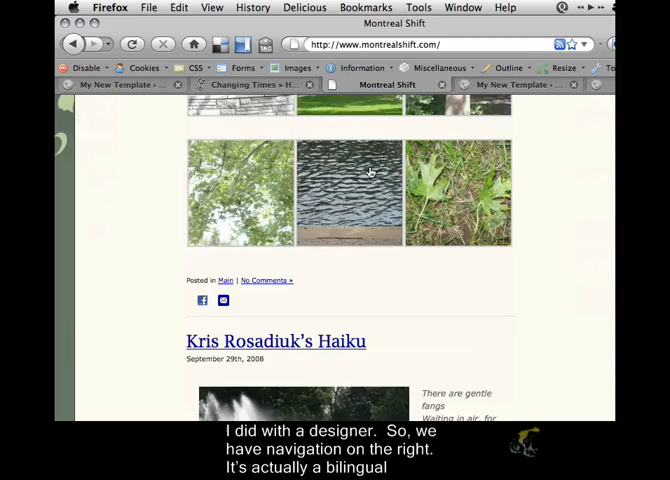 Firefox File Edit View History Delicious Bookmarks Tools Window Help
Montreal Shift
TAG http://www.montrealshift.com/
Disable Cookies CSS Forms Images Information Miscellaneous Outline Resize
My New Template ‹... Changing Times » H... Montreal Shift My New Template ‹...
Posted in Main | No Comments »
Kris Rosadiuk's Haiku
September 29th, 2008
There are gentle
fangs
Waiting in air, for
I did with a designer. So, we
have navigation on the right.
It's actually a bilingual